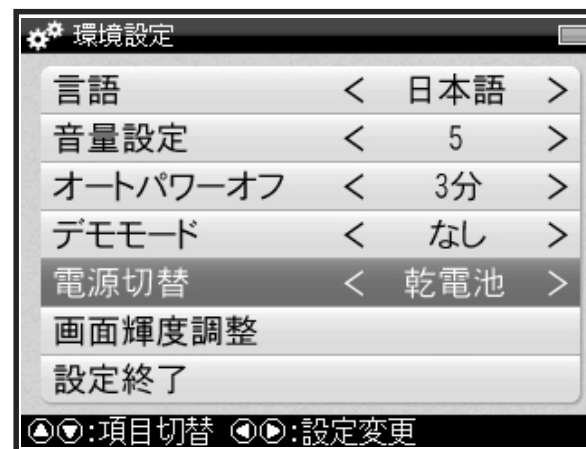 環境設定
言語 < 日本語 >
音量設定 < 5 >
オートパワーオフ < 3分 >
デモモード < なし >
電源切替 < 乾電池 >
画面輝度調整
設定終了
▲▼:項目切替 ◀▶:設定変更